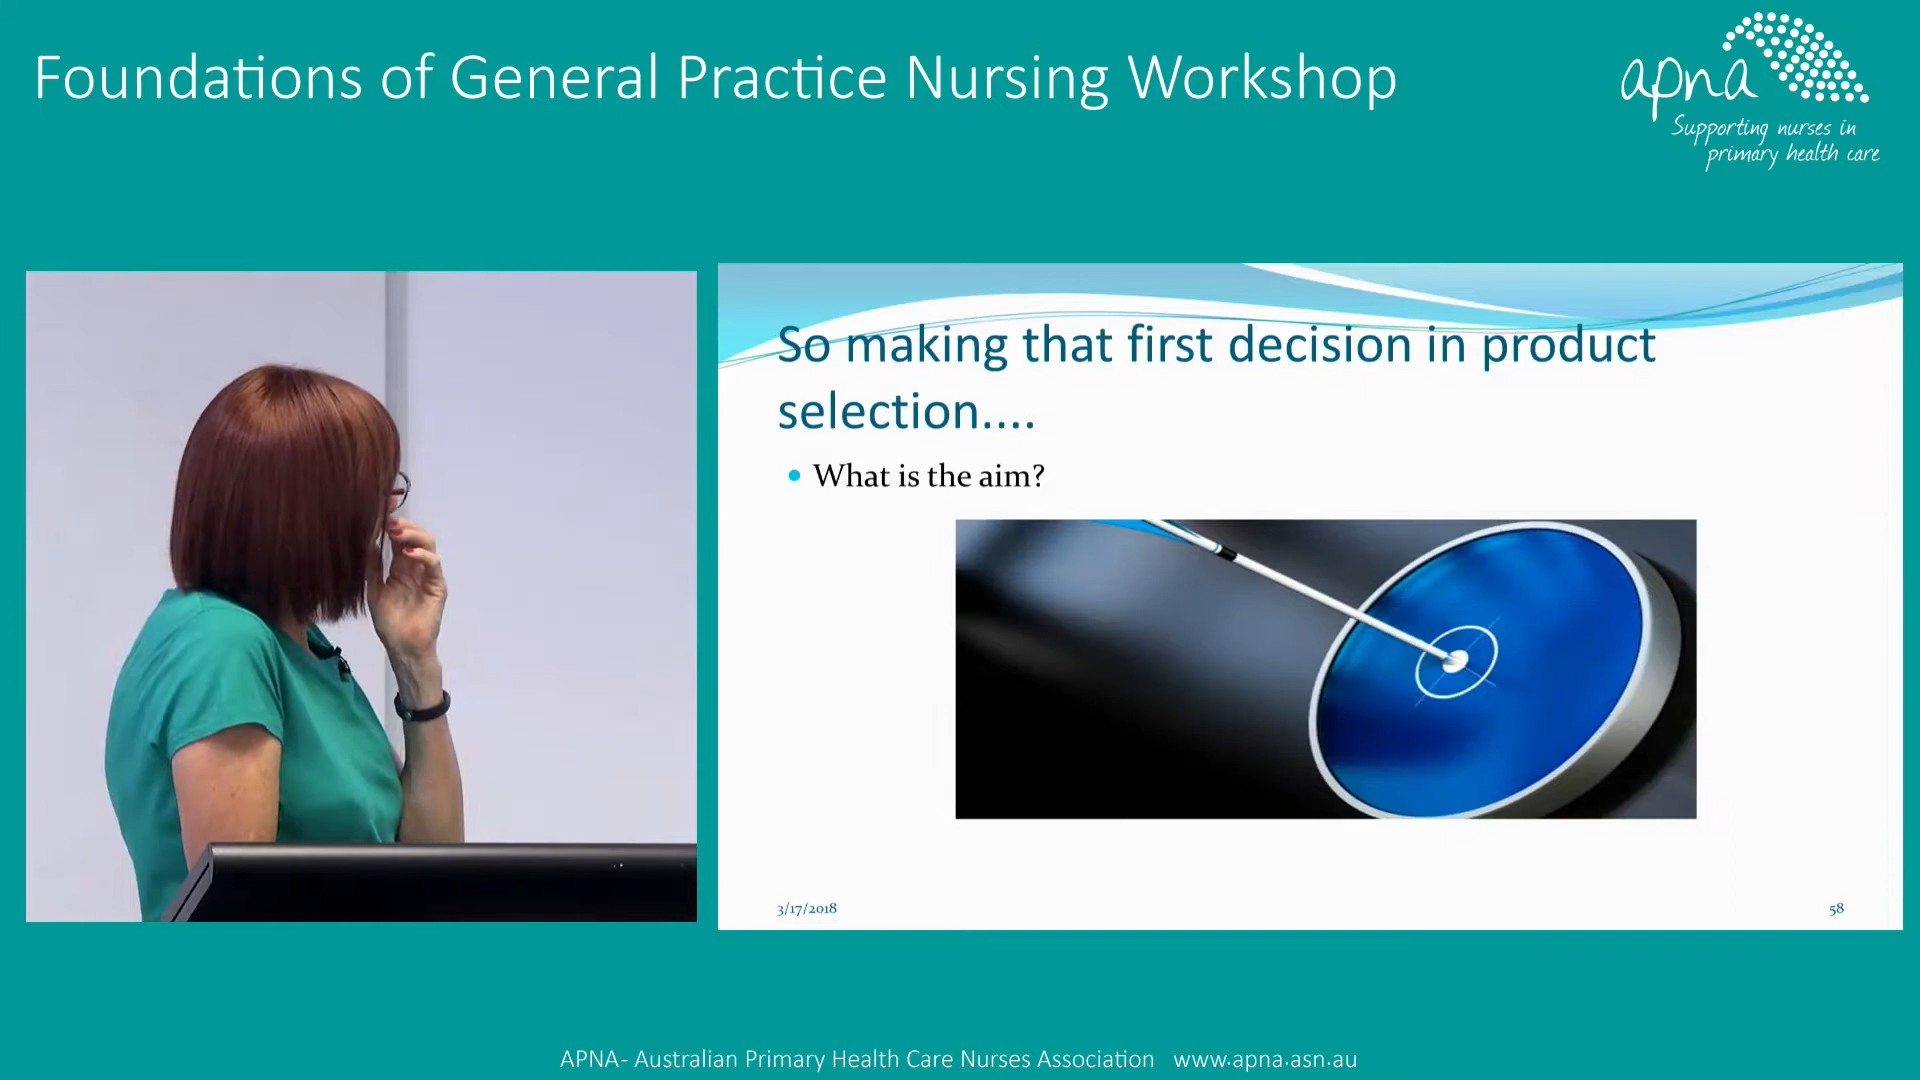 Foundations of General Practice Nursing Workshop
apna
Supporting nurses in
primary health care
So making that first decision in product
selection....
• What is the aim?
3/17/2018
58
APNA- Australian Primary Health Care Nurses Association www.apna.asn.au